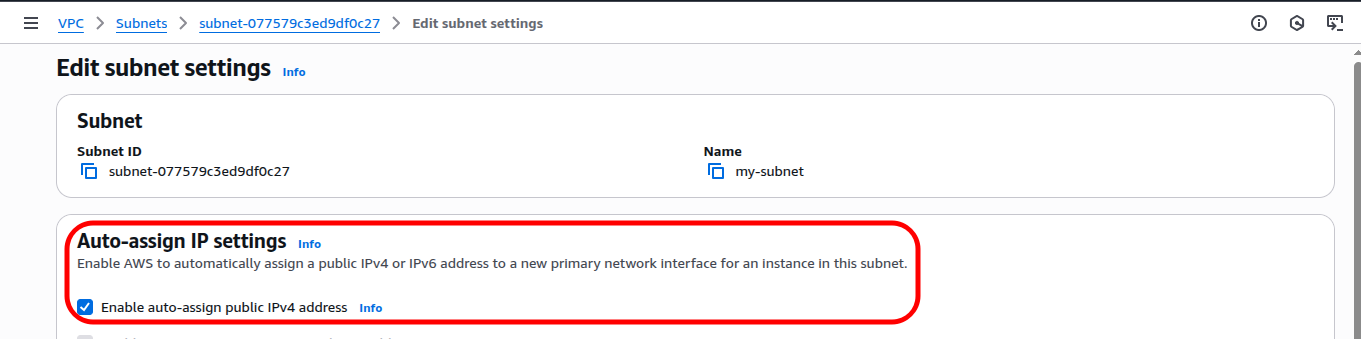 VPC > Subnets > subnet-077579c3ed9df0c27 > Edit subnet settings
Edit subnet settings Info
Subnet
Subnet ID
subnet-077579c3ed9df0c27
Name
my-subnet
Auto-assign IP settings Info
Enable AWS to automatically assign a public IPv4 or IPv6 address to a new primary network interface for an instance in this subnet.
Enable auto-assign public IPv4 address Info